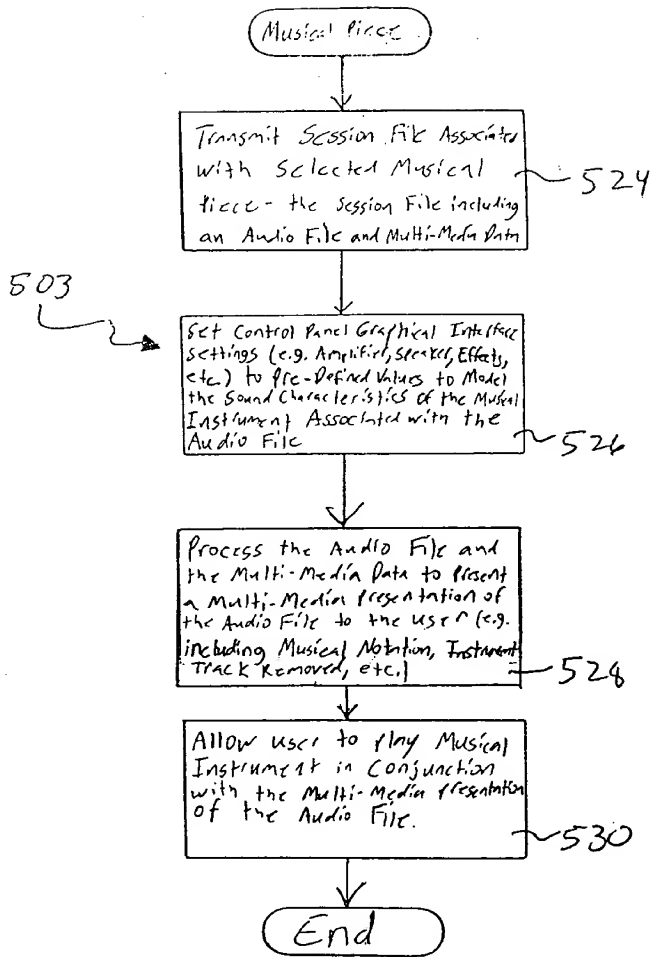 Musical Piece
Transmit Session File Associated
with Selected Musical
Piece - the Session File including
an Audio File and Multi-Media Data
524
503
Set Control Panel Graphical Interface
settings (e.g. Amplifier, Speaker, Effects,
etc.) to Pre-Defined Values to Model
the Sound Characteristics of the Musical
Instrument Associated with the
Audio File
526
Process the Audio File and
the Multi-Media Data to Present
a Multi-Media Presentation of
the Audio File to the user (e.g.
including Musical Notation, Instrument
Track Removed, etc.)
528
Allow user to play Musical
Instrument in Conjunction
with the Multi-Media Presentation
of the Audio File.
530
End